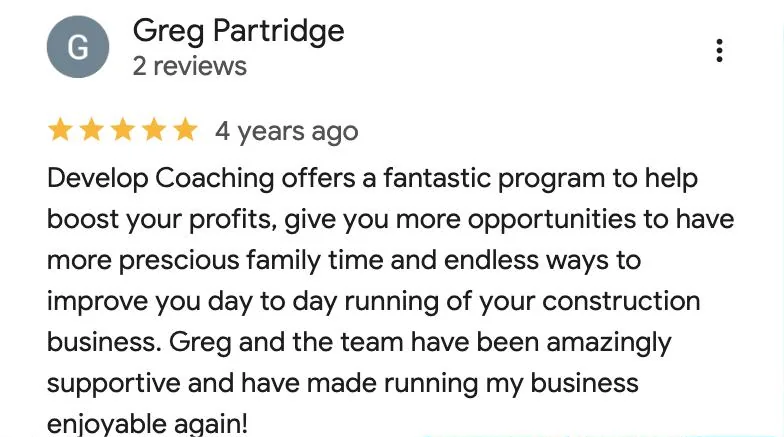 G
Greg Partridge
2 reviews
4 years ago
Develop Coaching offers a fantastic program to help
boost your profits, give you more opportunities to have
more prescious family time and endless ways to
improve you day to day running of your construction
business. Greg and the team have been amazingly
supportive and have made running my business
enjoyable again!